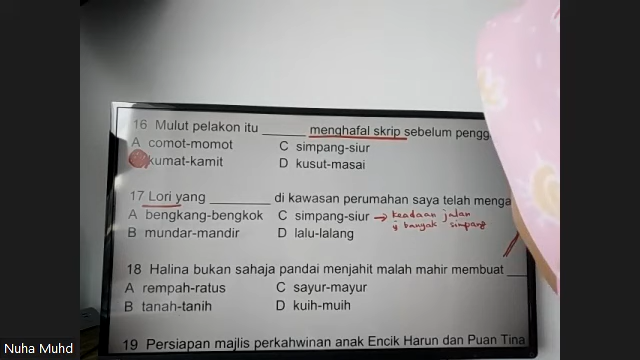 16 Mulut pelakon itu _____ menghafal skrip sebelum
A comot-momot C simpang-siur
kumat-kamit D kusut-masai
17 Lori yang _______ di kawasan perumahan saya telah
A bengkang-bengkok C simpang-siur → keadaan jalan
yg banyak simpang
B mundar-mandir D lalu-lalang
18 Halina bukan sahaja pandai menjahit malah mahir membuat __
A rempah-ratus C sayur-mayur
B tanah-tanih D kuih-muih
19 Persiapan majlis perkahwinan anak Encik Harun dan Puan Tina
Nuha Muhd